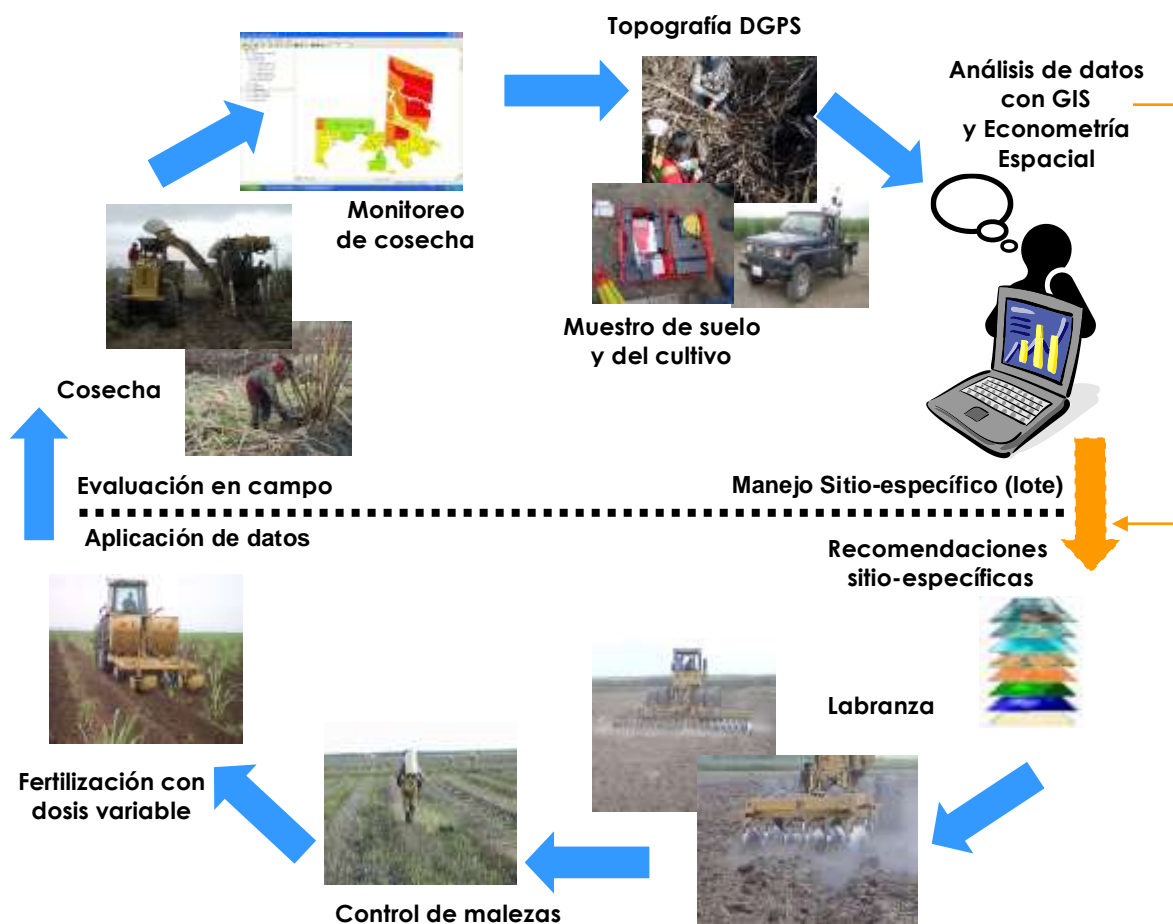 Topografía DGPS
Análisis de datos
con GIS
y Econometría
Espacial
Monitoreo
de cosecha
Muestro de suelo
y del cultivo
Cosecha
Evaluación en campo
Manejo Sitio-específico (lote)
Aplicación de datos
Recomendaciones
sitio-específicas
Labranza
Fertilización con
dosis variable
Control de malezas